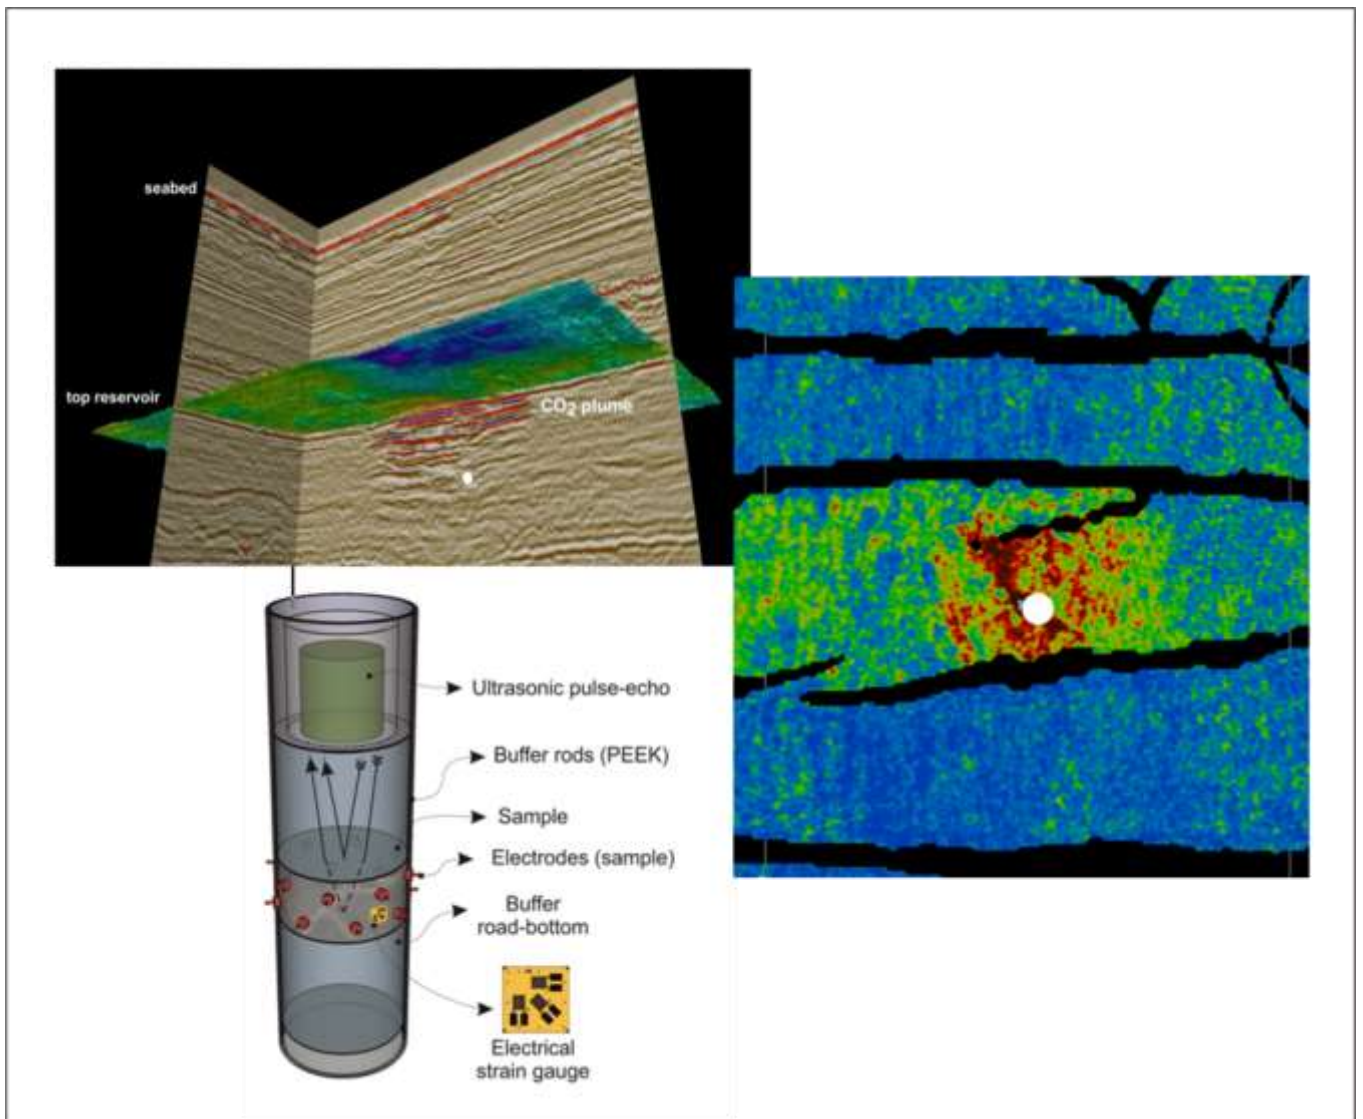 seabed
top reservoir
CO2 plume
Ultrasonic pulse-echo
Buffer rods (PEEK)
Sample
Electrodes (sample)
Buffer
road-bottom
Electrical
strain gauge